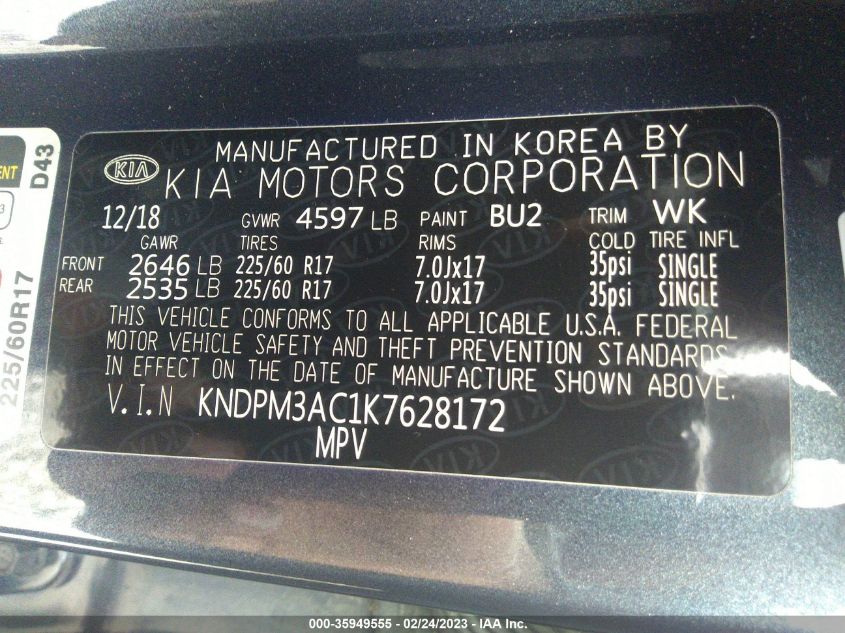 MANUFACTURED IN KOREA BY
KIA KIA MOTORS CORPORATION
12/18 GVWR 4597 LB PAINT BU2 TRIM WK
GAWR TIRES RIMS COLD TIRE INFL
FRONT 2646 LB 225/60 R17 7.0Jx17 35psi SINGLE
REAR 2535 LB 225/60 R17 7.0Jx17 35psi SINGLE
THIS VEHICLE CONFORMS TO ALL APPLICABLE U.S.A. FEDERAL
MOTOR VEHICLE SAFETY AND THEFT PREVENTION STANDARDS
IN EFFECT ON THE DATE OF MANUFACTURE SHOWN ABOVE.
V.I.N KNDPM3AC1K7628172
MPV
D43
225/60R17
000-35949555 - 02/24/2023 - IAA Inc.